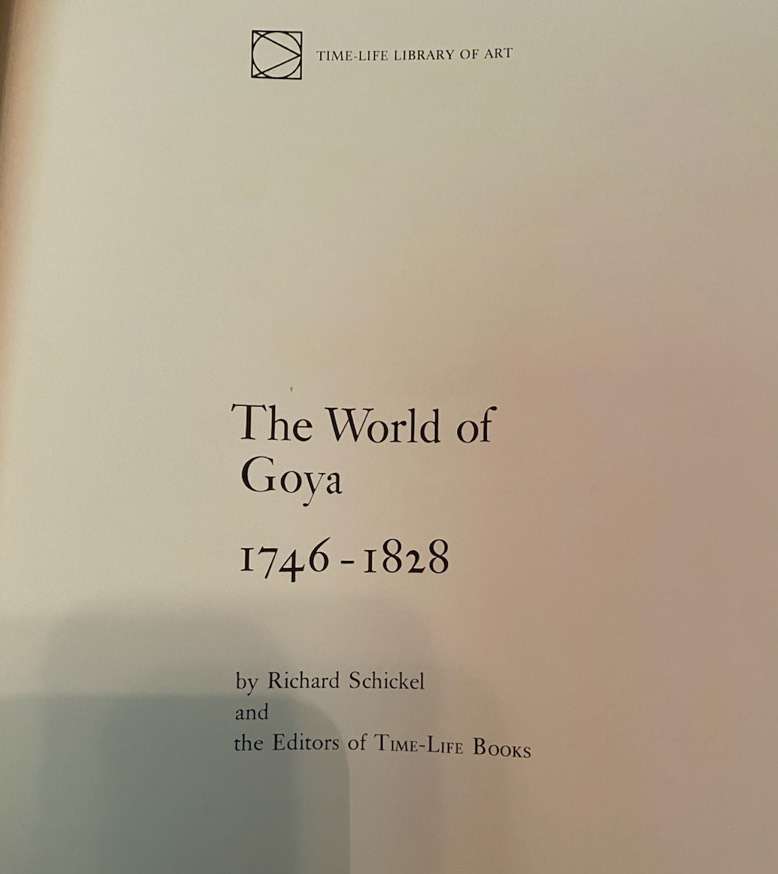 TIME-LIFE LIBRARY OF ART
The World of
Goya
1746-1828
by Richard Schickel
and
the Editors of TIME-LIFE BOOKS